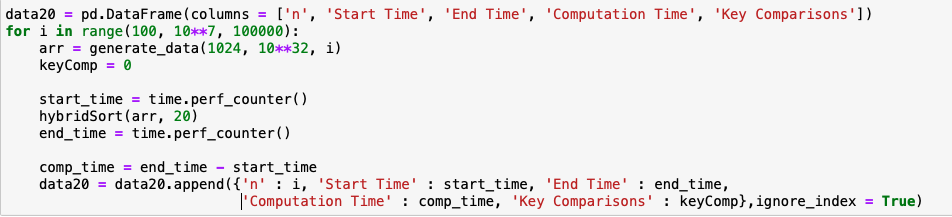 data20 = pd.DataFrame(columns = ['n', 'Start Time', 'End Time', 'Computation Time', 'Key Comparisons'])
for i in range(100, 10**7, 100000):
    arr = generate_data(1024, 10**32, i)
    keyComp = 0
    start_time = time.perf_counter()
    hybridSort(arr, 20)
    end_time = time.perf_counter()
    comp_time = end_time - start_time
    data20 = data20.append({'n' : i, 'Start Time' : start_time, 'End Time' : end_time,
                            'Computation Time' : comp_time, 'Key Comparisons' : keyComp},ignore_index = True)